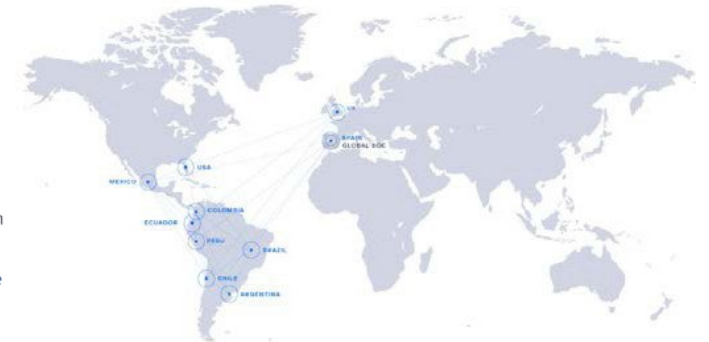 UK
SPAIN
GLOBAL SOC
USA
MEXICO
COLOMBIA
ECUADOR
PERU
BRAZIL
CHILE
ARGENTINA